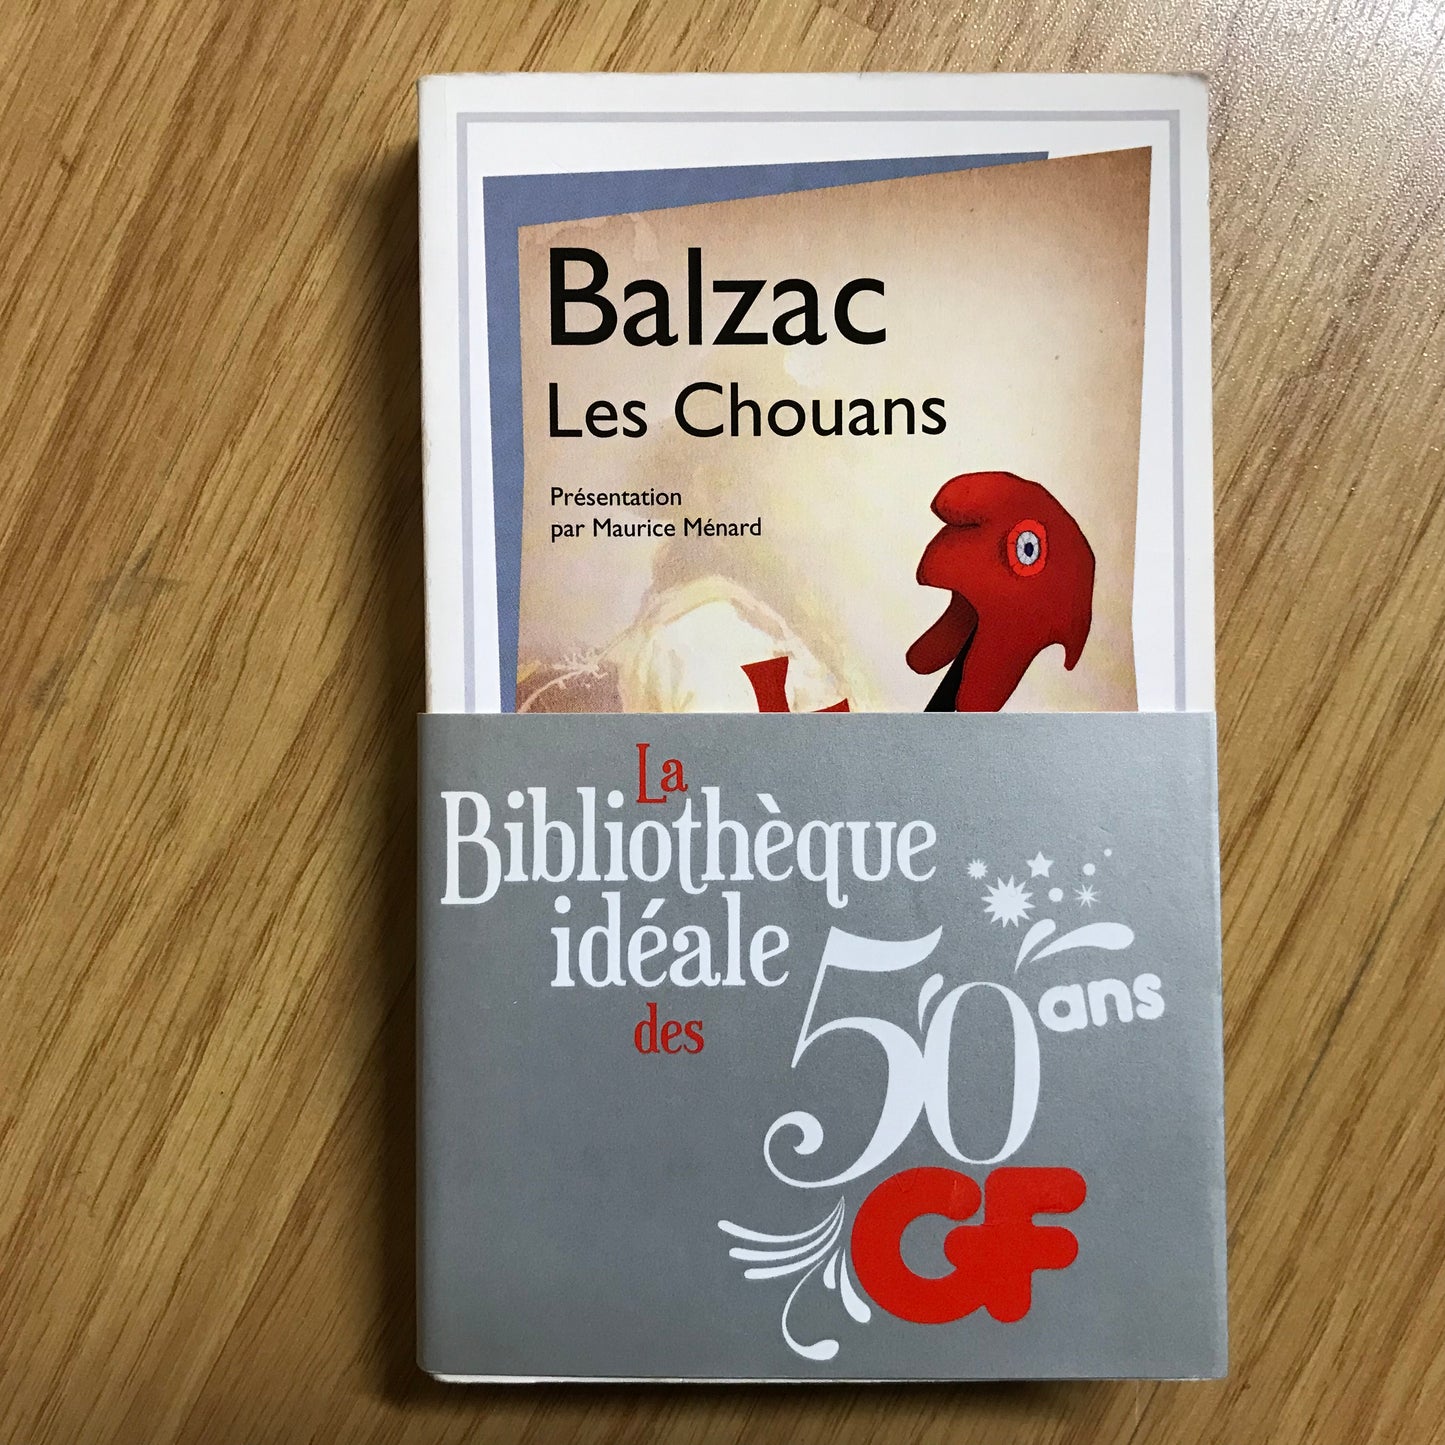 Balzac
Les Chouans
Présentation
par Maurice Ménard
La
Bibliothèque
idéale
des
50 ans
GF